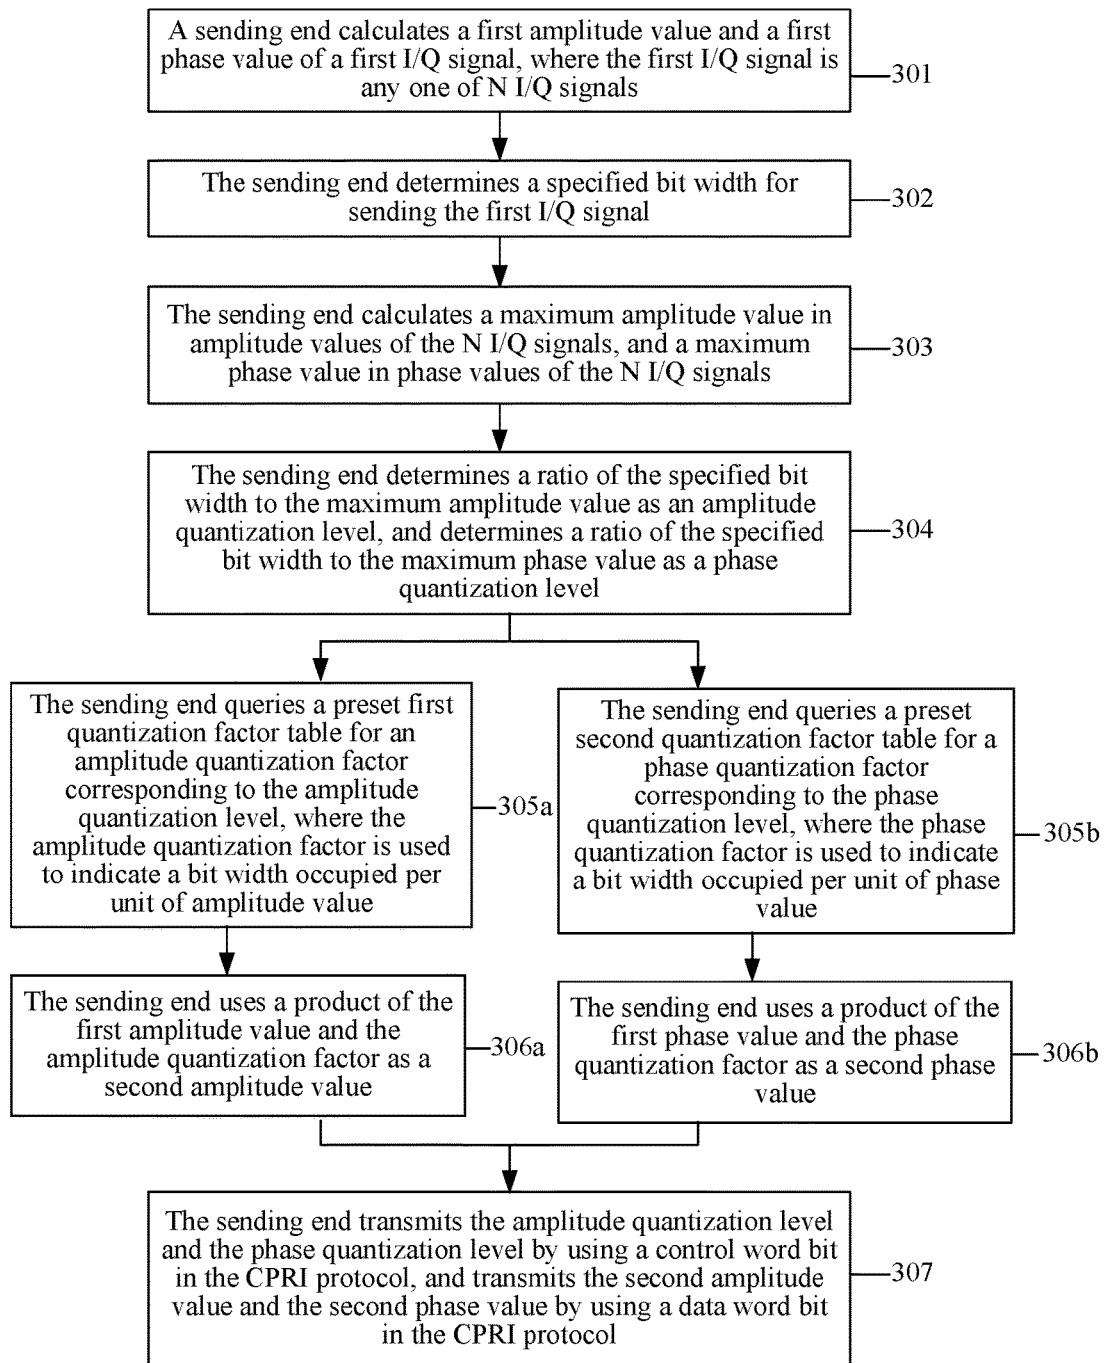 A sending end calculates a first amplitude value and a first
phase value of a first I/Q signal, where the first I/Q signal is
any one of N I/Q signals
301
The sending end determines a specified bit width for
sending the first I/Q signal
302
The sending end calculates a maximum amplitude value in
amplitude values of the N I/Q signals, and a maximum
phase value in phase values of the N I/Q signals
303
The sending end determines a ratio of the specified bit
width to the maximum amplitude value as an amplitude
quantization level, and determines a ratio of the specified
bit width to the maximum phase value as a phase
quantization level
304
The sending end queries a preset first
quantization factor table for an
amplitude quantization factor
corresponding to the amplitude
quantization level, where the
amplitude quantization factor is used
to indicate a bit width occupied per
unit of amplitude value
305a
The sending end queries a preset
second quantization factor table for a
phase quantization factor
corresponding to the phase
quantization level, where the phase
quantization factor is used to indicate
a bit width occupied per unit of phase
value
305b
The sending end uses a product of the
first amplitude value and the
amplitude quantization factor as a
second amplitude value
306a
The sending end uses a product of the
first phase value and the phase
quantization factor as a second phase
value
306b
The sending end transmits the amplitude quantization level
and the phase quantization level by using a control word bit
in the CPRI protocol, and transmits the second amplitude
value and the second phase value by using a data word bit
in the CPRI protocol
307